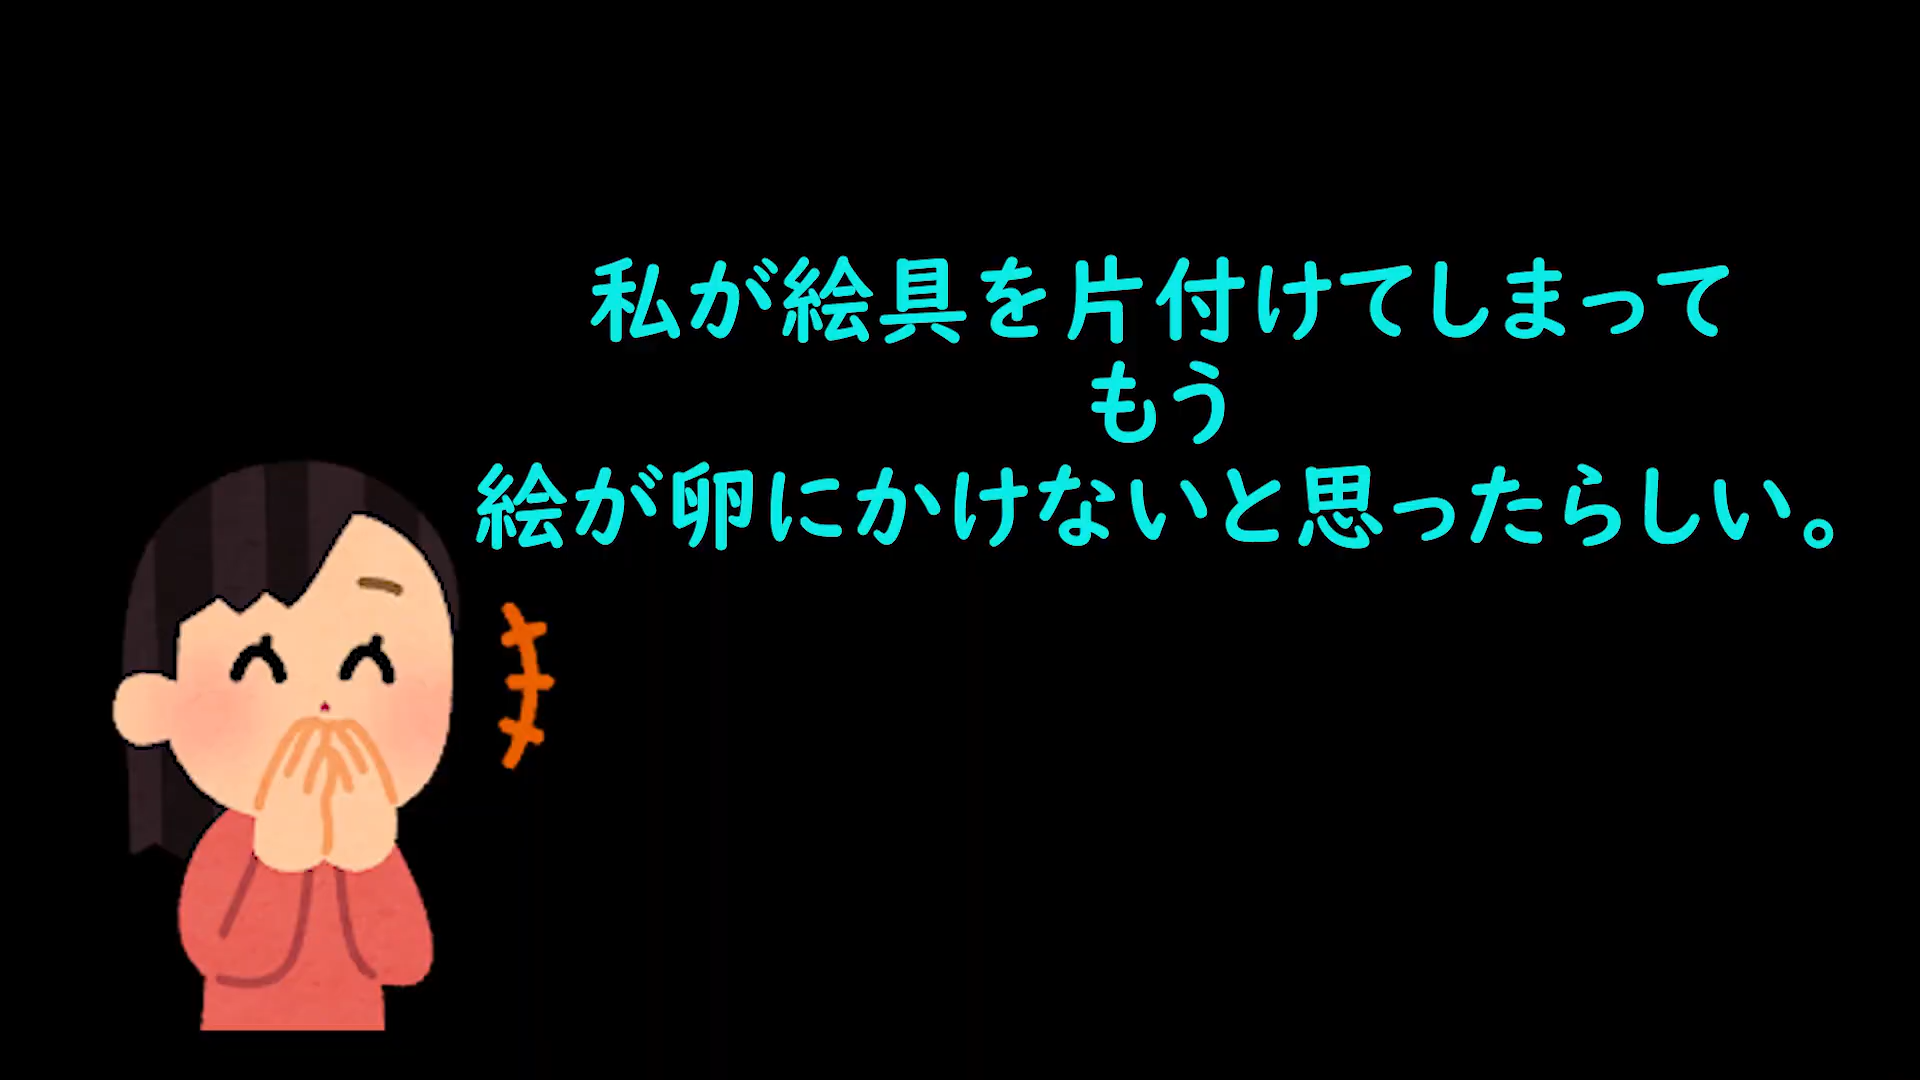 私が絵具を片付けてしまって
もう
絵が卵にかけないと思ったらしい。